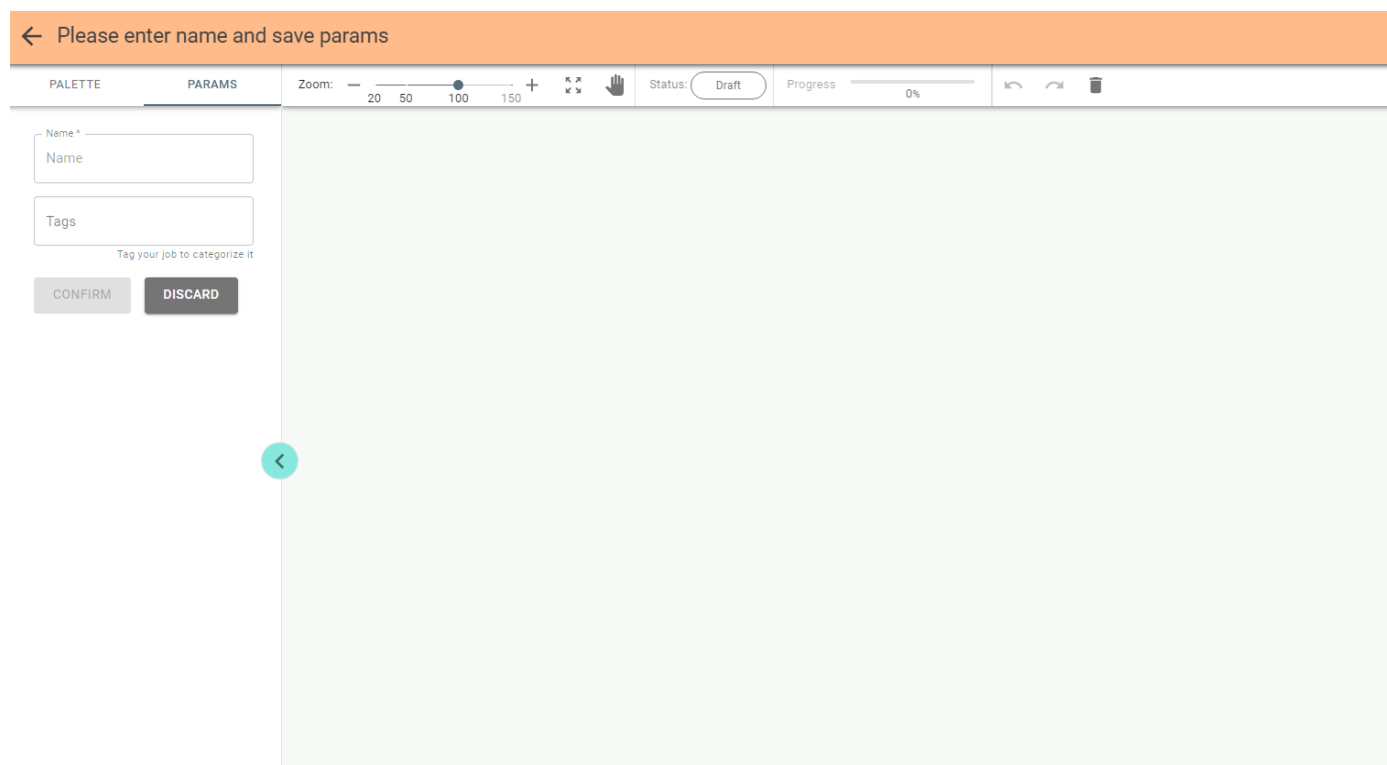 Please enter name and save params
PALETTE PARAMS Zoom: 20 50 100 150 Status: Draft Progress 0%
Name *
Name
Tags
Tag your job to categorize it
CONFIRM DISCARD